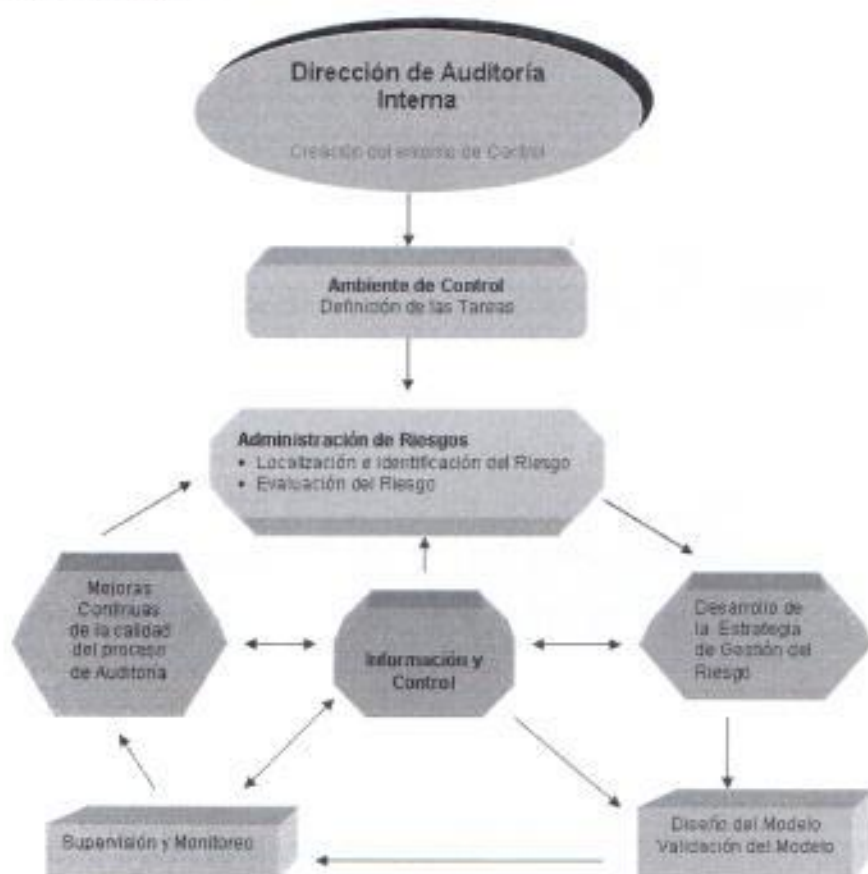 Dirección de Auditoría
Interna
Creación del entorno de Control
Ambiente de Control
Definición de las Tareas
Administración de Riesgos
• Localización e Identificación del Riesgo
• Evaluación del Riesgo
Mejoras
Continuas
de la calidad
del proceso
de Auditoría
Información y
Control
Desarrollo de
la Estrategia
de Gestión del
Riesgo
Supervisión y Monitoreo
Diseño del Modelo
Validación del Modelo